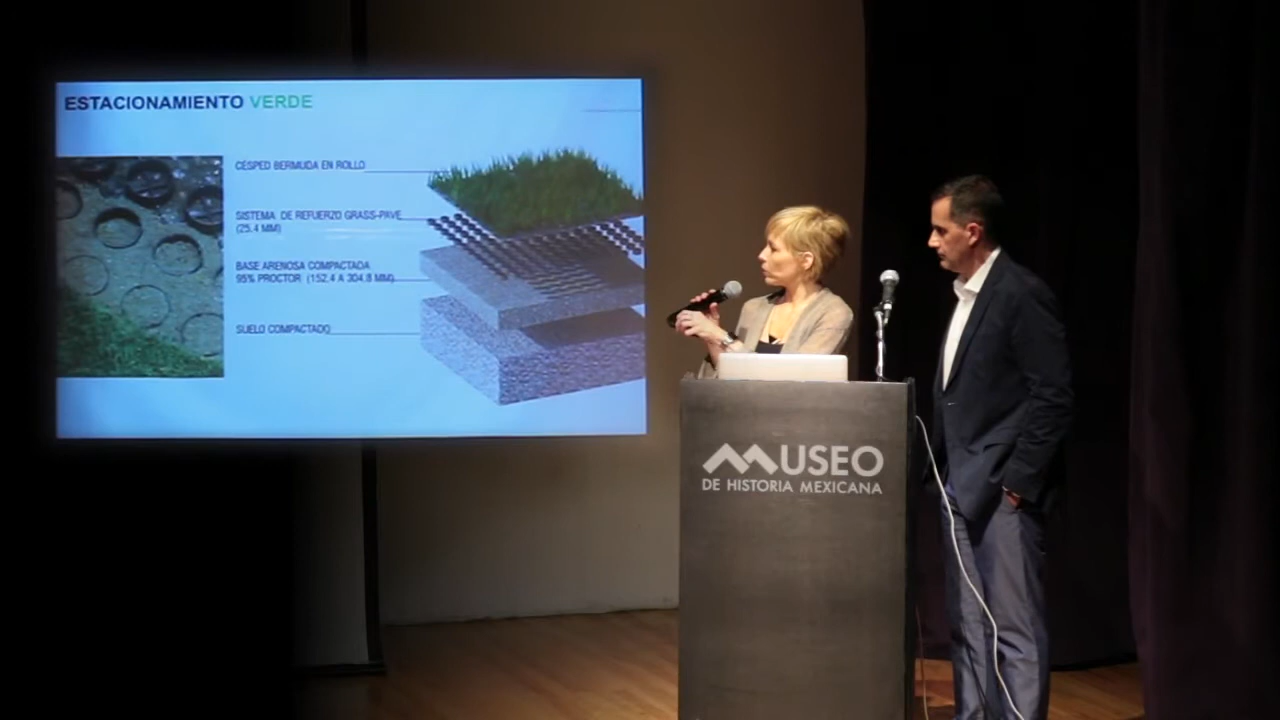 ESTACIONAMIENTO VERDE
CÉSPED BERMUDA EN ROLLO
SISTEMA DE REFUERZO GRASS-PAVE
(25.4 MM)
BASE ARENOSA COMPACTADA
95% PROCTOR (152.4 A 304.8 MM)
SUELO COMPACTADO
MUSEO
DE HISTORIA MEXICANA